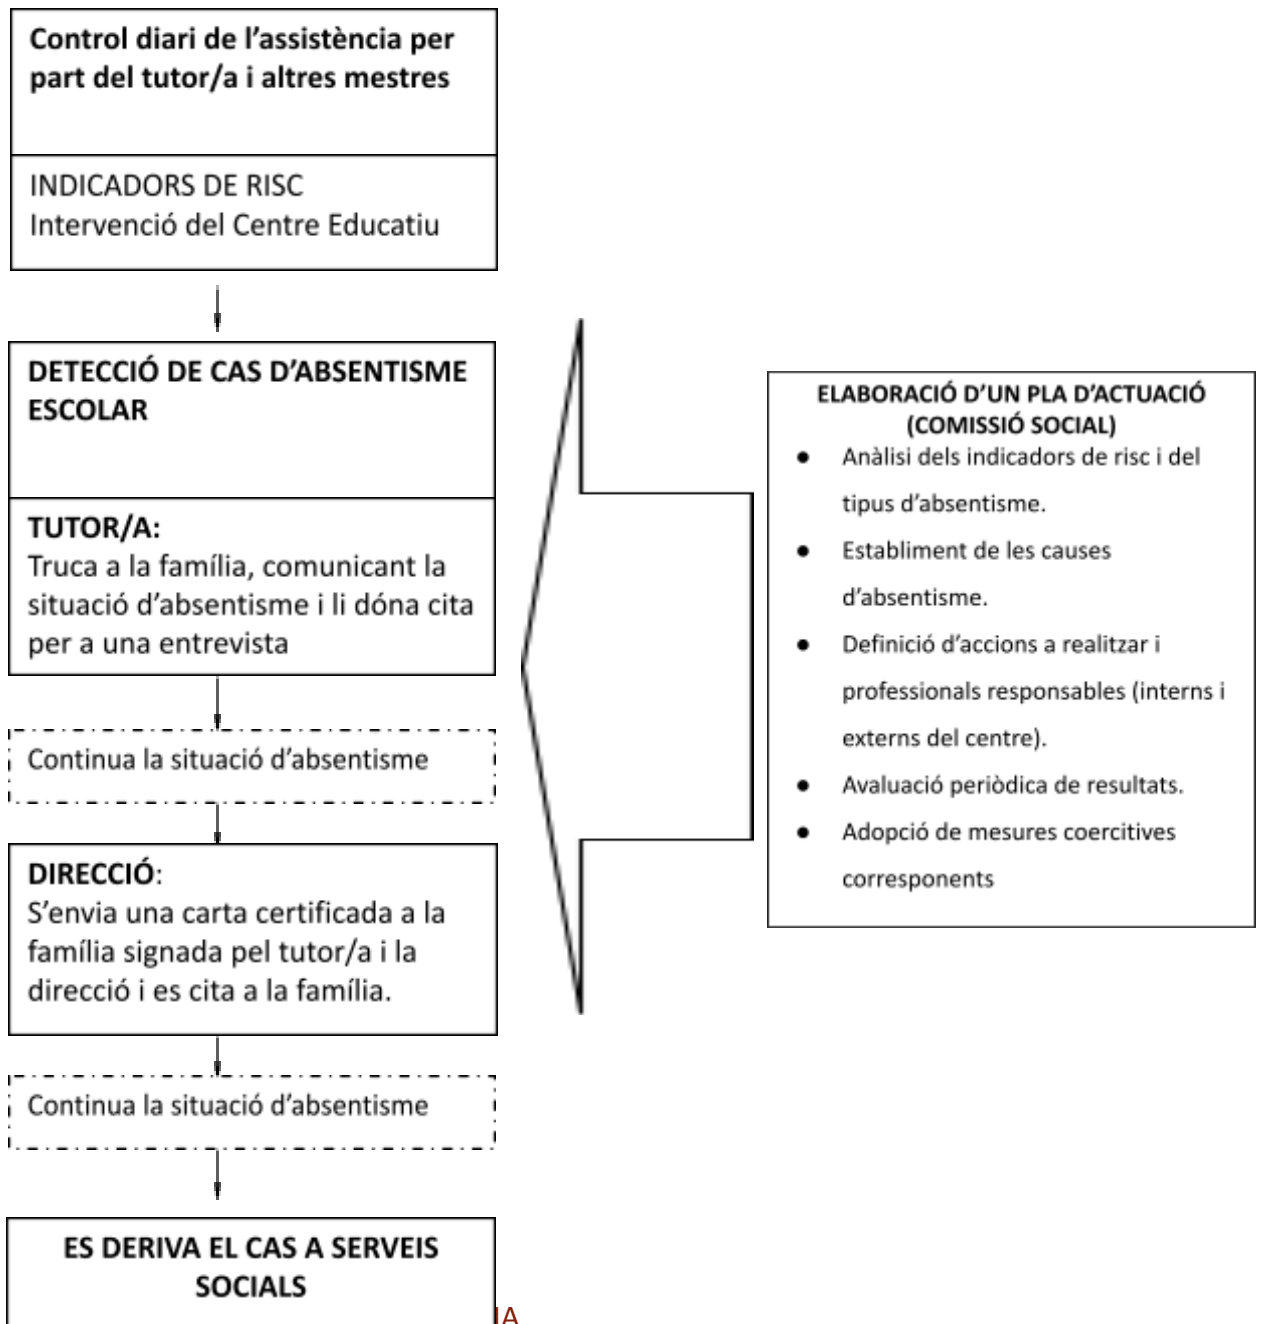 Control diari de l’assistència per
part del tutor/a i altres mestres
INDICADORS DE RISC
Intervenció del Centre Educatiu
DETECCIÓ DE CAS D’ABSENTISME
ESCOLAR
TUTOR/A:
Truca a la família, comunicant la
situació d’absentisme i li dóna cita
per a una entrevista
Continua la situació d’absentisme
DIRECCIÓ:
S’envia una carta certificada a la
família signada pel tutor/a i la
direcció i es cita a la família.
Continua la situació d’absentisme
ES DERIVA EL CAS A SERVEIS
SOCIALS
ELABORACIÓ D’UN PLA D’ACTUACIÓ
(COMISSIÓ SOCIAL)
● Anàlisi dels indicadors de risc i del
tipus d’absentisme.
● Establiment de les causes
d’absentisme.
● Definició d’accions a realitzar i
professionals responsables (interns i
externs del centre).
● Avaluació periòdica de resultats.
● Adopció de mesures coercitives
corresponents